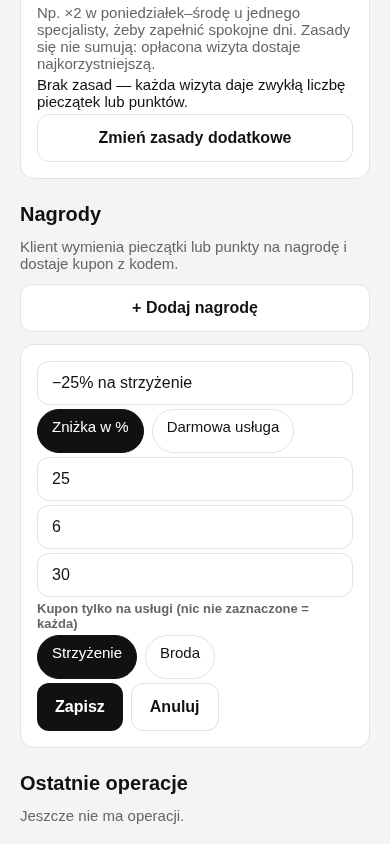 Np. ×2 w poniedziałek–środę u jednego
specjalisty, żeby zapełnić spokojne dni. Zasady
się nie sumują: opłacona wizyta dostaje
najkorzystniejszą.
Brak zasad — każda wizyta daje zwykłą liczbę
pieczątek lub punktów.
Zmień zasady dodatkowe
Nagrody
Klient wymienia pieczątki lub punkty na nagrodę i
dostaje kupon z kodem.
+ Dodaj nagrodę
−25% na strzyżenie
Zniżka w % Darmowa usługa
25
6
30
Kupon tylko na usługi (nic nie zaznaczone =
każda)
Strzyżenie Broda
Zapisz Anuluj
Ostatnie operacje
Jeszcze nie ma operacji.